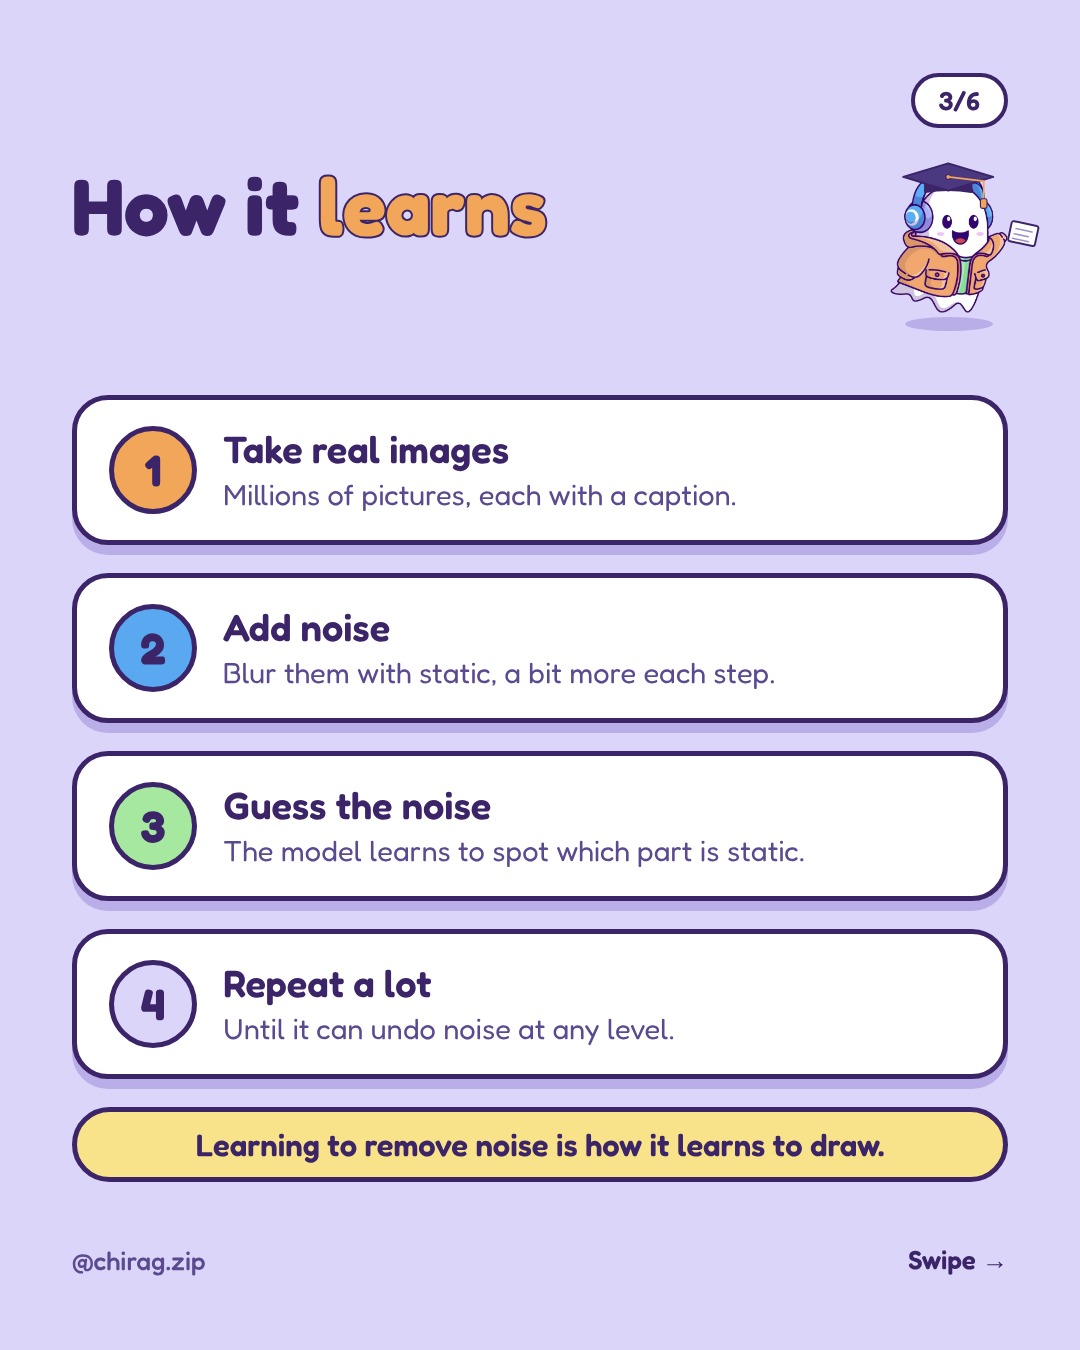 3/6
How it learns
1
Take real images
Millions of pictures, each with a caption.
2
Add noise
Blur them with static, a bit more each step.
3
Guess the noise
The model learns to spot which part is static.
4
Repeat a lot
Until it can undo noise at any level.
Learning to remove noise is how it learns to draw.
@chirag.zip
Swipe →